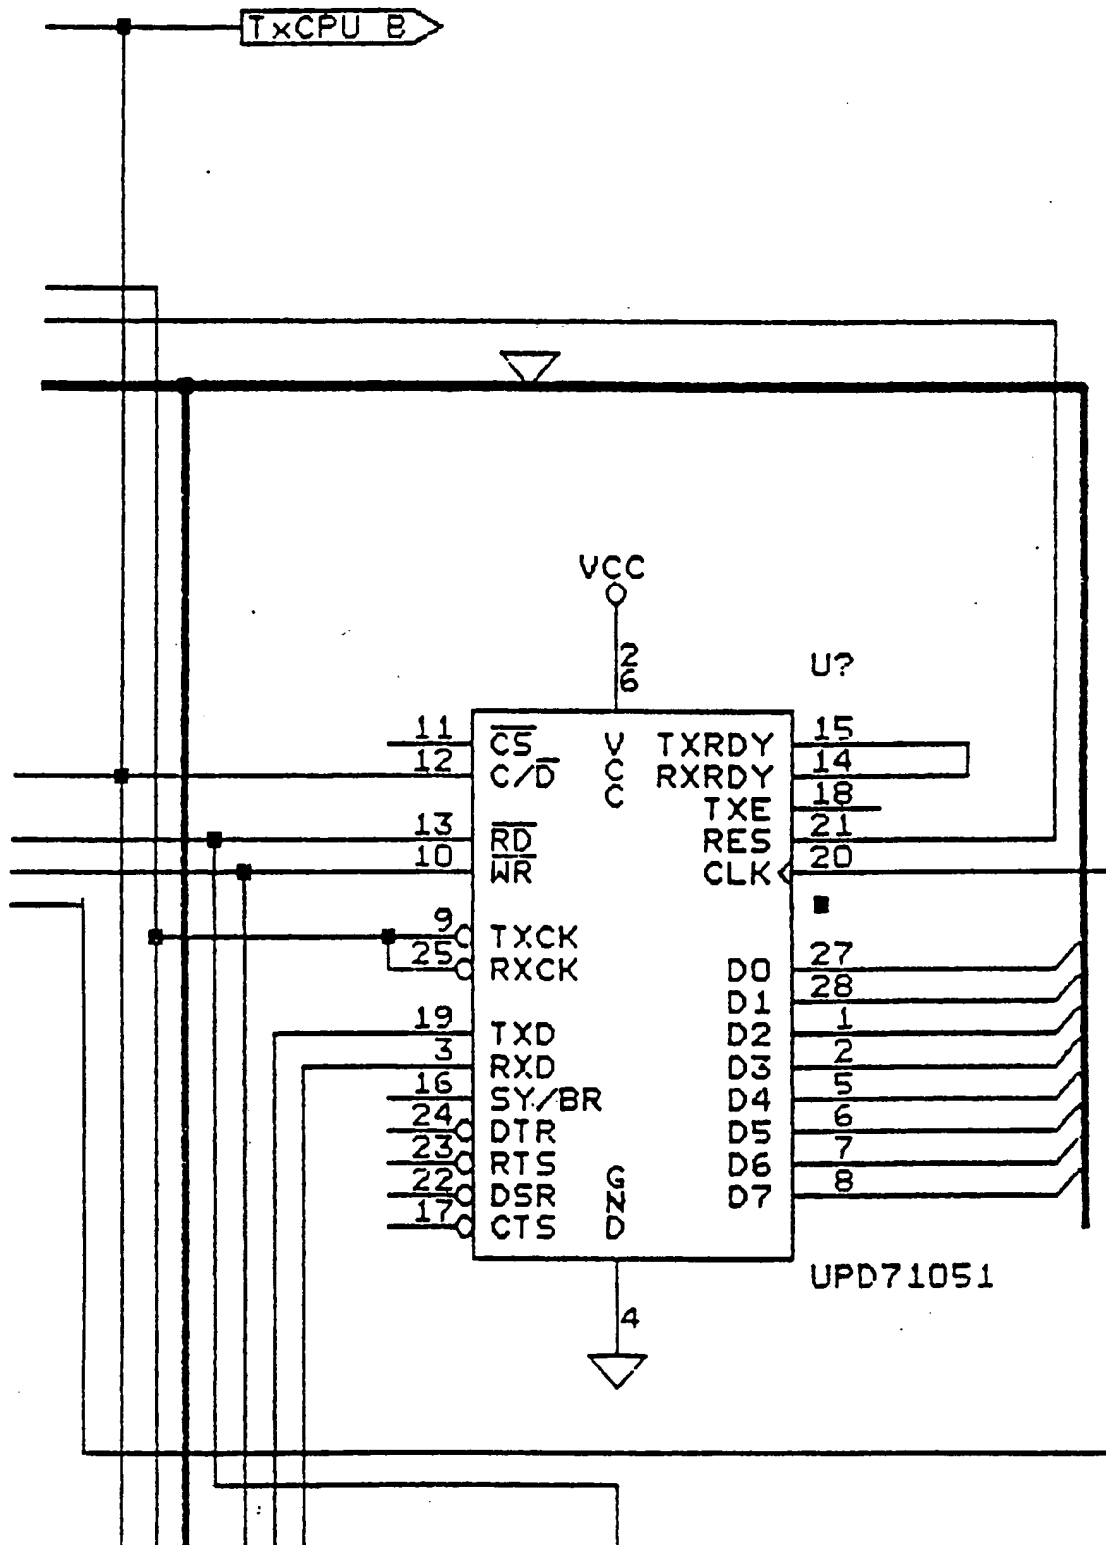 TxCPU B
VCC
26
U?
11 CS VCC TXRDY 15
12 C/D RXRDY 14
TXE 18
13 RD RES 21
10 WR CLK 20
9 TXCK
25 RXCK D0 27
D1 28
19 TXD D2 1
3 RXD D3 2
16 SY/BR D4 5
24 DTR D5 6
23 RTS D6 7
22 DSR GND D7 8
17 CTS
UPD71051
4